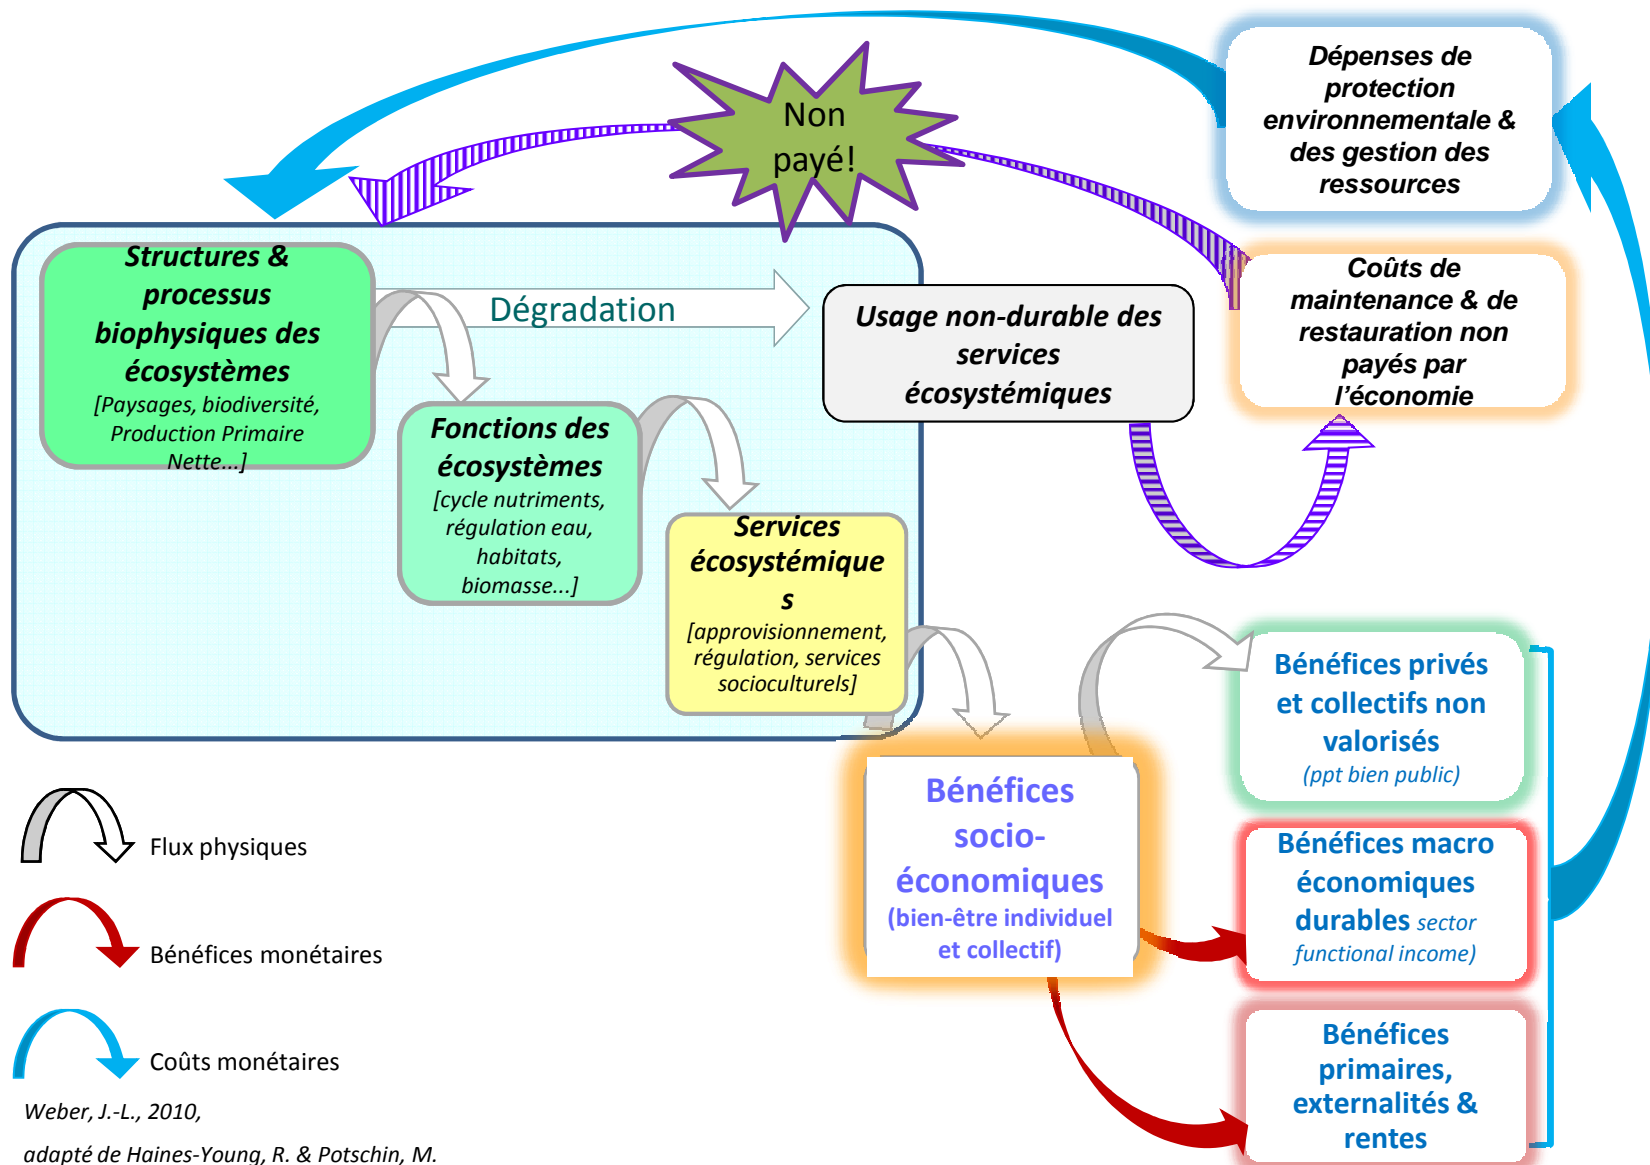 Dépenses de
protection
environnementale &
des gestion des
ressources
Non
payé!
Structures &
processus
biophysiques des
écosystèmes
[Paysages, biodiversité,
Production Primaire
Nette...]
Dégradation
Usage non-durable des
services
écosystémiques
Coûts de
maintenance & de
restauration non
payés par
l’économie
Fonctions des
écosystèmes
[cycle nutriments,
régulation eau,
habitats,
biomasse...]
Services
écosystémique
s
[approvisionnement,
régulation, services
socioculturels]
Bénéfices
socio-
économiques
(bien-être individuel
et collectif)
Bénéfices privés
et collectifs non
valorisés
(ppt bien public)
Bénéfices macro
économiques
durables sector
functional income)
Bénéfices
primaires,
externalités &
rentes
Flux physiques
Bénéfices monétaires
Coûts monétaires
Weber, J.-L., 2010,
adapté de Haines-Young, R. & Potschin, M.